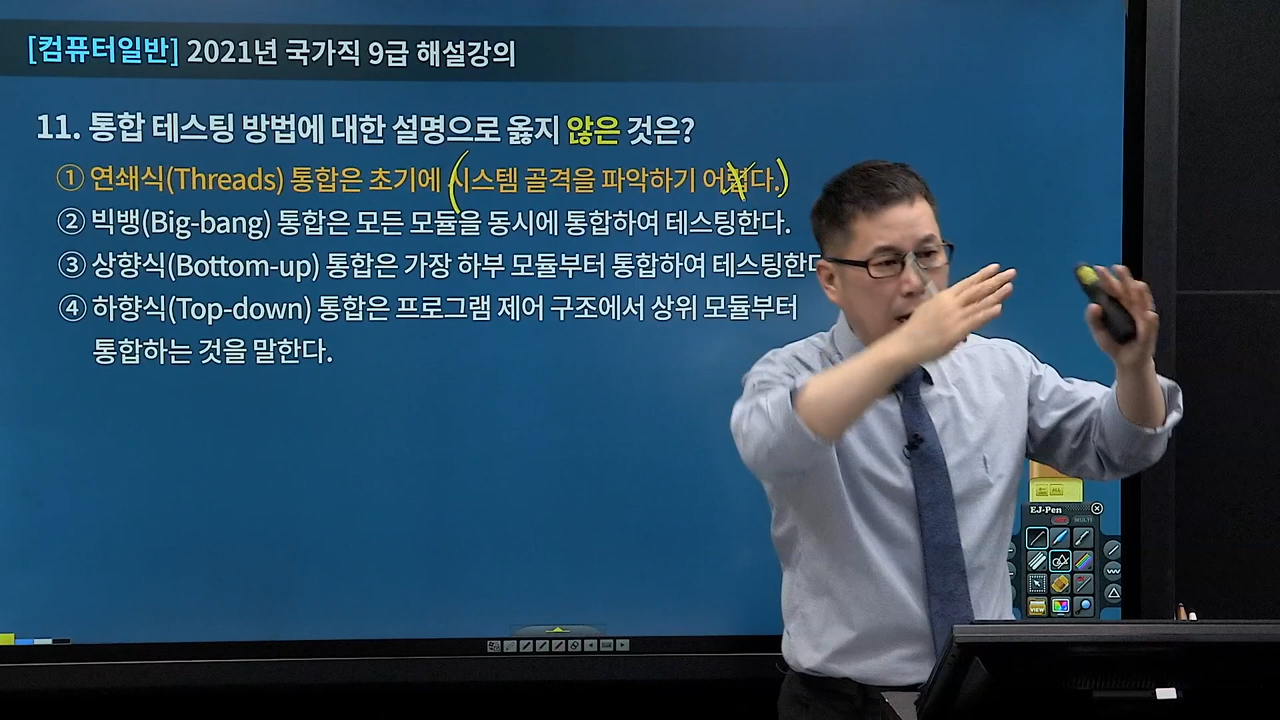 [컴퓨터일반] 2021년 국가직 9급 해설강의
11. 통합 테스팅 방법에 대한 설명으로 옳지 않은 것은?
① 연쇄식(Threads) 통합은 초기에 시스템 골격을 파악하기 어렵다.
② 빅뱅(Big-bang) 통합은 모든 모듈을 동시에 통합하여 테스팅한다.
③ 상향식(Bottom-up) 통합은 가장 하부 모듈부터 통합하여
④ 하향식(Top-down) 통합은 프로그램 제어 구조에서 상위 모듈부터
통합하는 것을 말한다.
EJ-Pen
MULTI
VIEW